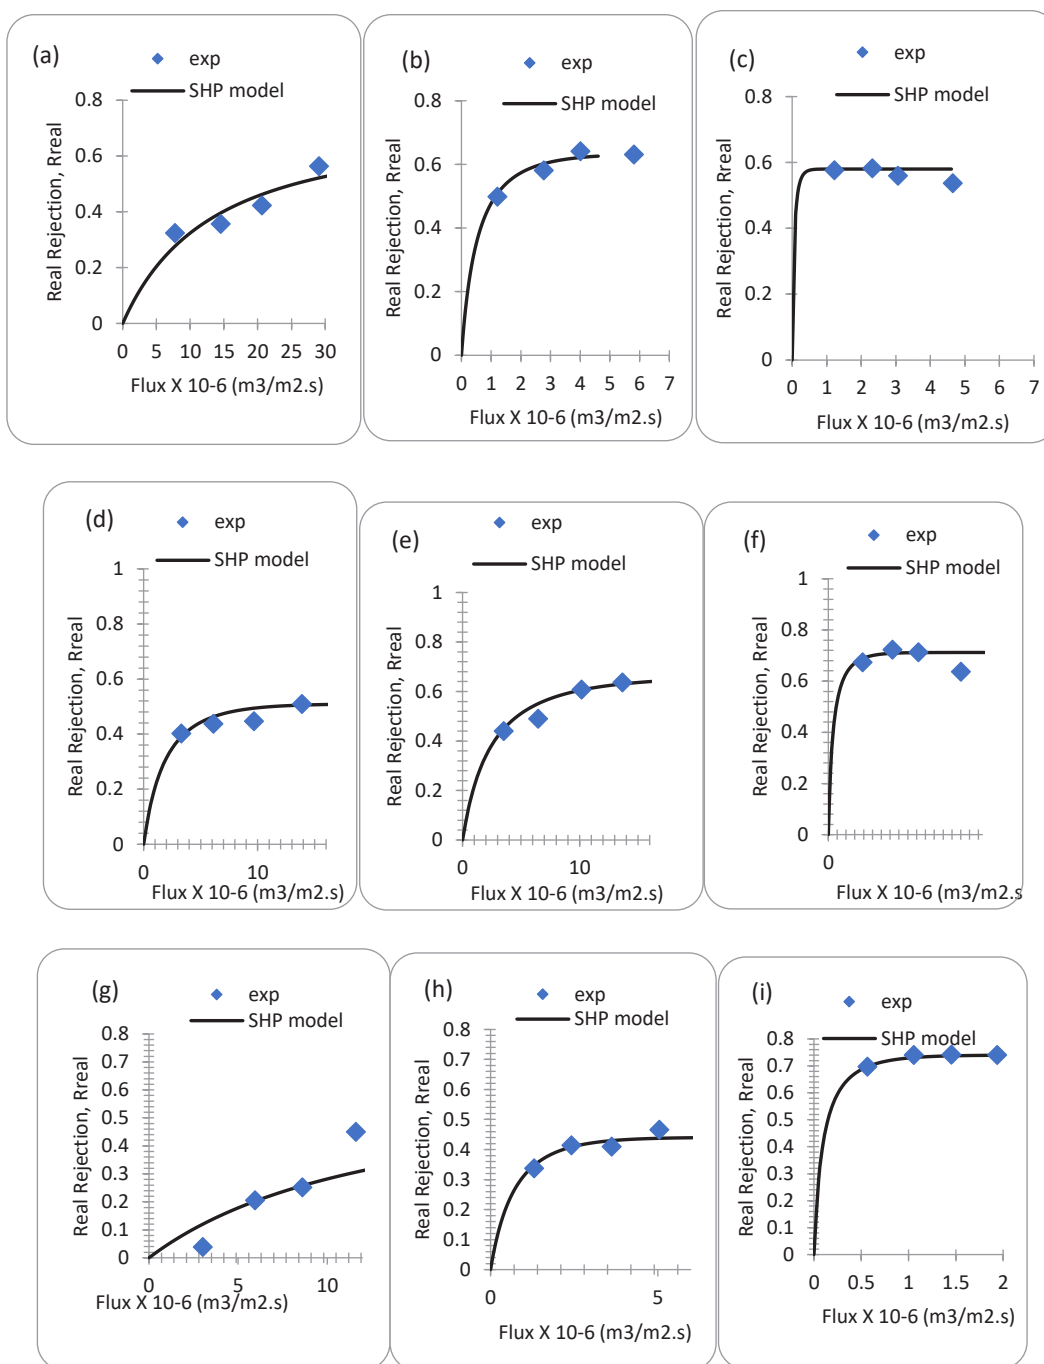 (a)
exp
SHP model
Real Rejection, Rreal
0.8
0.6
0.4
0.2
0
0 5 10 15 20 25 30
Flux X 10-6 (m3/m2.s)
(b)
exp
SHP model
Real Rejection, Rreal
0.8
0.6
0.4
0.2
0
0 1 2 3 4 5 6 7
Flux X 10-6 (m3/m2.s)
(c)
exp
SHP model
Real Rejection, Rreal
0.8
0.6
0.4
0.2
0
0 1 2 3 4 5 6 7
Flux X 10-6 (m3/m2.s)
(d)
exp
SHP model
Real Rejection, Rreal
1
0.8
0.6
0.4
0.2
0
0 10
Flux X 10-6 (m3/m2.s)
(e)
exp
SHP model
Real Rejection, Rreal
1
0.8
0.6
0.4
0.2
0
0 10
Flux X 10-6 (m3/m2.s)
(f)
exp
SHP model
Real Rejection, Rreal
1
0.8
0.6
0.4
0.2
0
0
Flux X 10-6 (m3/m2.s
(g)
exp
SHP model
Real Rejection, Rreal
0.8
0.7
0.6
0.5
0.4
0.3
0.2
0.1
0
0 5 10
Flux X 10-6 (m3/m2.s)
(h)
exp
SHP model
Real Rejection, Rreal
0.8
0.7
0.6
0.5
0.4
0.3
0.2
0.1
0
0 5
Flux X 10-6 (m3/m2.s)
(i)
exp
SHP model
Real Rejection, Rreal
0.8
0.7
0.6
0.5
0.4
0.3
0.2
0.1
0
0 0.5 1 1.5 2
Flux X 10-6 (m3/m2.s)